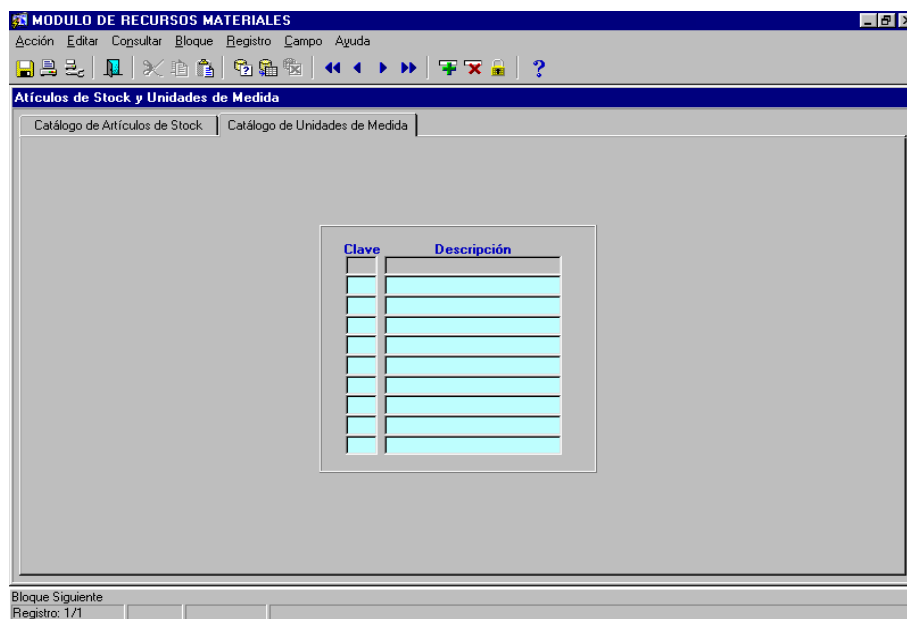 MODULO DE RECURSOS MATERIALES
Acción Editar Consultar Bloque Registro Campo Ayuda
Atículos de Stock y Unidades de Medida
Catálogo de Artículos de Stock Catálogo de Unidades de Medida
Clave Descripción
Bloque Siguiente
Registro: 1/1